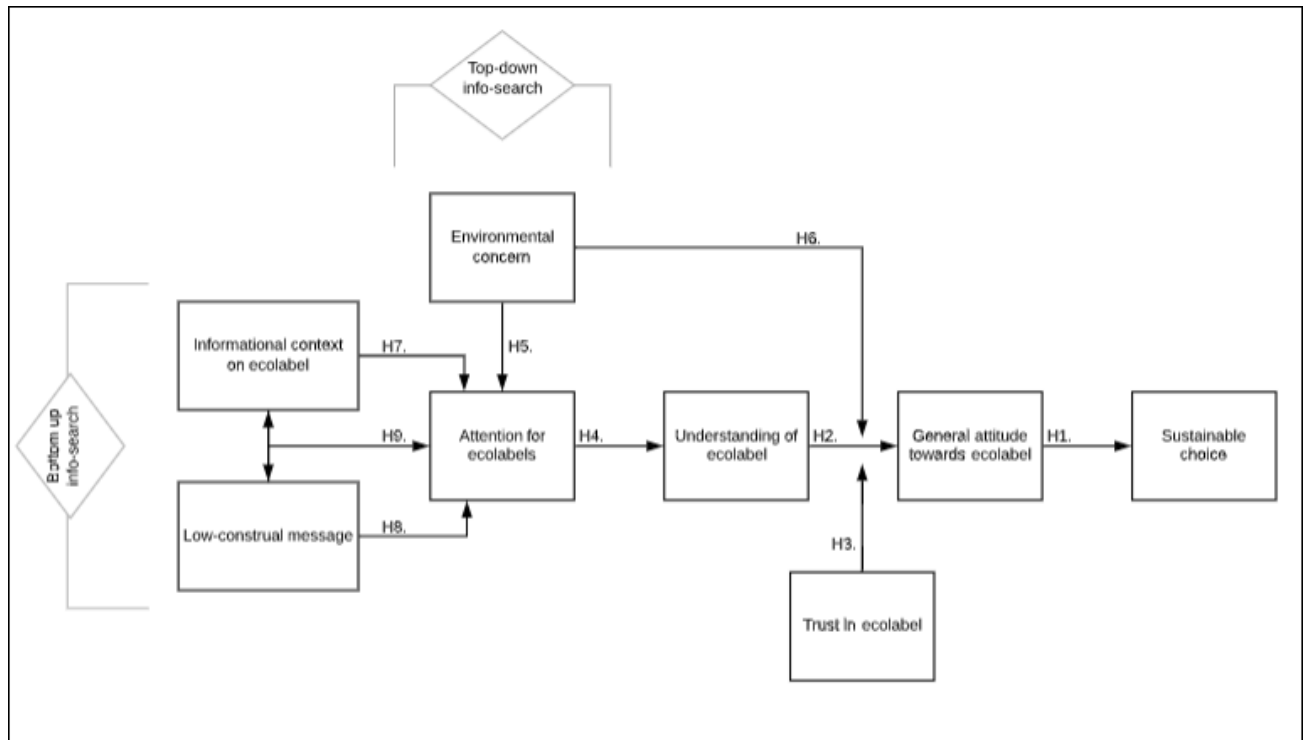 Top-down
info-search
Environmental
concern
H6.
Informational context
on ecolabel
H7.
H5.
Bottom up
info-search
H9.
Attention for
ecolabels
H4.
Understanding of
ecolabel
H2.
General attitude
towards ecolabel
H1.
Sustainable
choice
Low-construal message
H8.
H3.
Trust in ecolabel